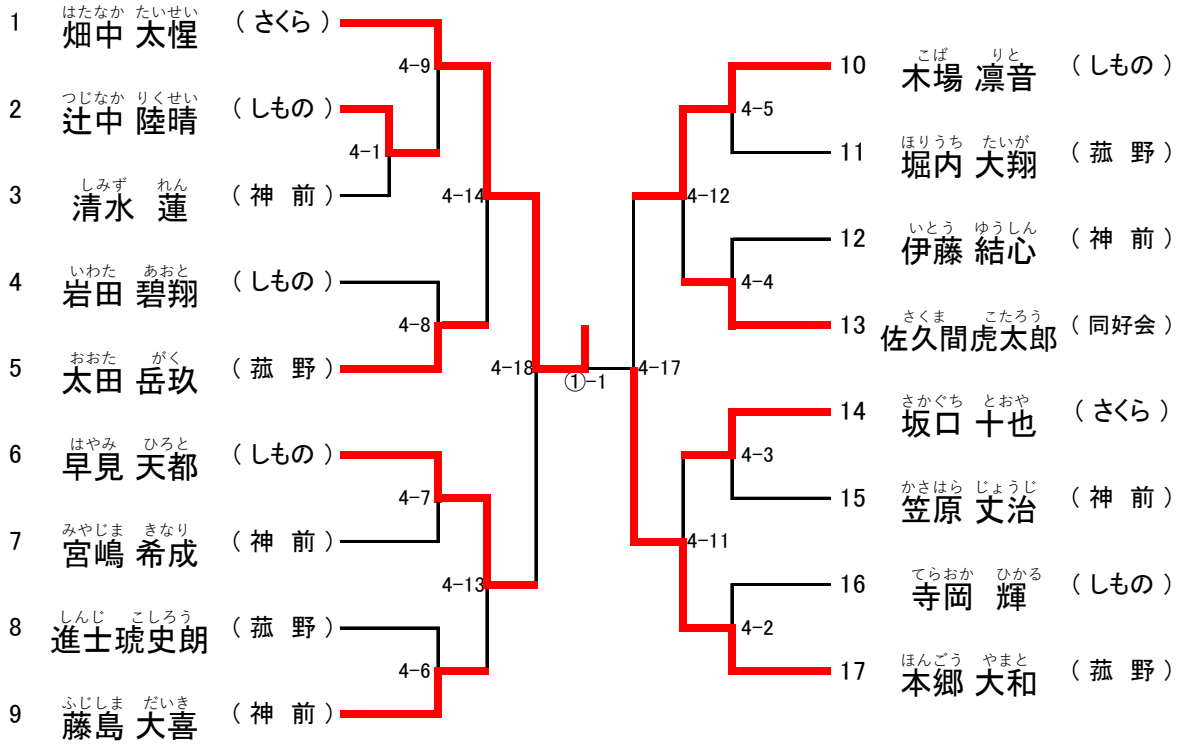 はたなか たいせい
1 畑中 太惺 （ さくら ）
4-9
つじなか りくせい
2 辻中 陸晴 （ しもの ）
4-1
しみず れん
3 清水 蓮 （ 神 前 ）
4-14
いわた あおと
4 岩田 碧翔 （ しもの ）
4-8
おおた がく
5 太田 岳玖 （ 菰 野 ）
4-18
はやみ ひろと
6 早見 天都 （ しもの ）
4-7
みやじま きなり
7 宮嶋 希成 （ 神 前 ）
4-13
しんじ こしろう
8 進士琥史朗 （ 菰 野 ）
4-6
ふじしま だいき
9 藤島 大喜 （ 神 前 ）
①-1
こば りと
10 木場 凛音 （ しもの ）
4-5
ほりうち たいが
11 堀内 大翔 （ 菰 野 ）
4-12
いとう ゆうしん
12 伊藤 結心 （ 神 前 ）
4-4
さくま こたろう
13 佐久間虎太郎 （ 同好会 ）
4-17
さかぐち とおや
14 坂口 十也 （ さくら ）
4-3
かさはら じょうじ
15 笠原 丈治 （ 神 前 ）
4-11
てらおか ひかる
16 寺岡 輝 （ しもの ）
4-2
ほんごう やまと
17 本郷 大和 （ 菰 野 ）